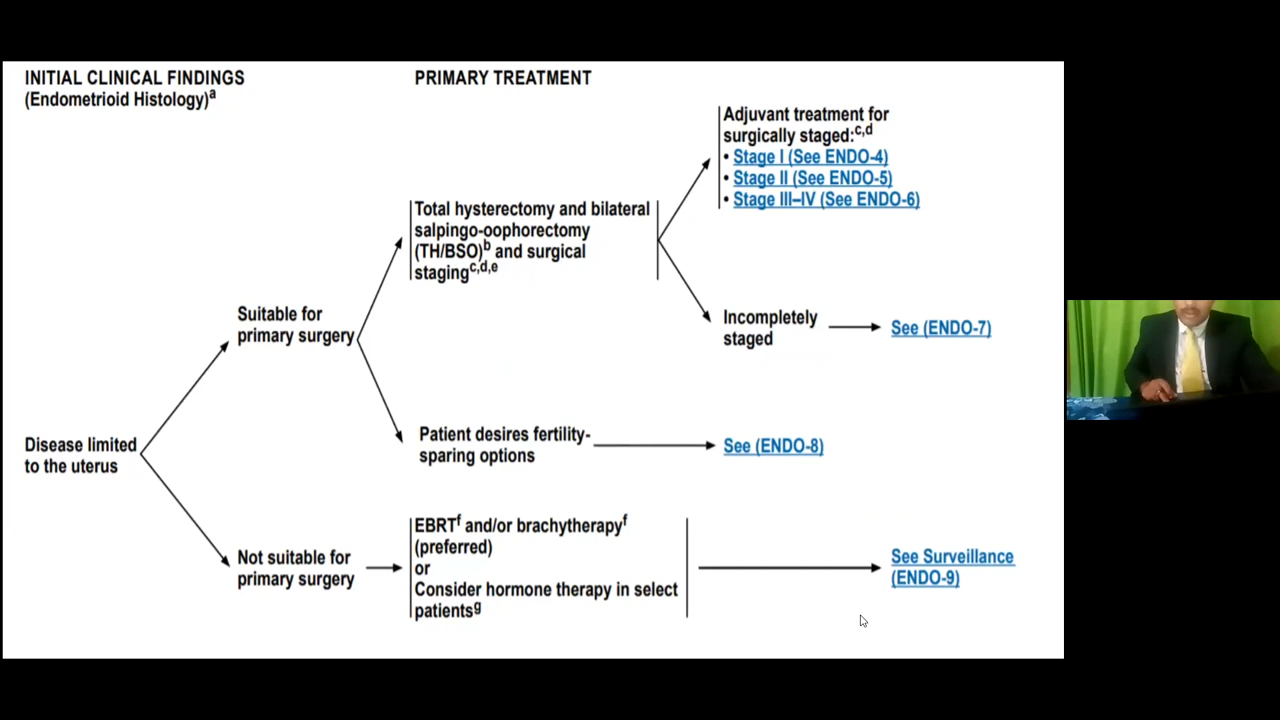 INITIAL CLINICAL FINDINGS
(Endometrioid Histology)a
PRIMARY TREATMENT
Adjuvant treatment for
surgically staged:c,d
• Stage I (See ENDO-4)
• Stage II (See ENDO-5)
• Stage III–IV (See ENDO-6)
Total hysterectomy and bilateral
salpingo-oophorectomy
(TH/BSO)b and surgical
stagingc,d,e
Suitable for
primary surgery
Incompletely
staged
See (ENDO-7)
Patient desires fertility-
sparing options
See (ENDO-8)
Disease limited
to the uterus
Not suitable for
primary surgery
EBRTf and/or brachytherapyf
(preferred)
or
Consider hormone therapy in select
patientsg
See Surveillance
(ENDO-9)